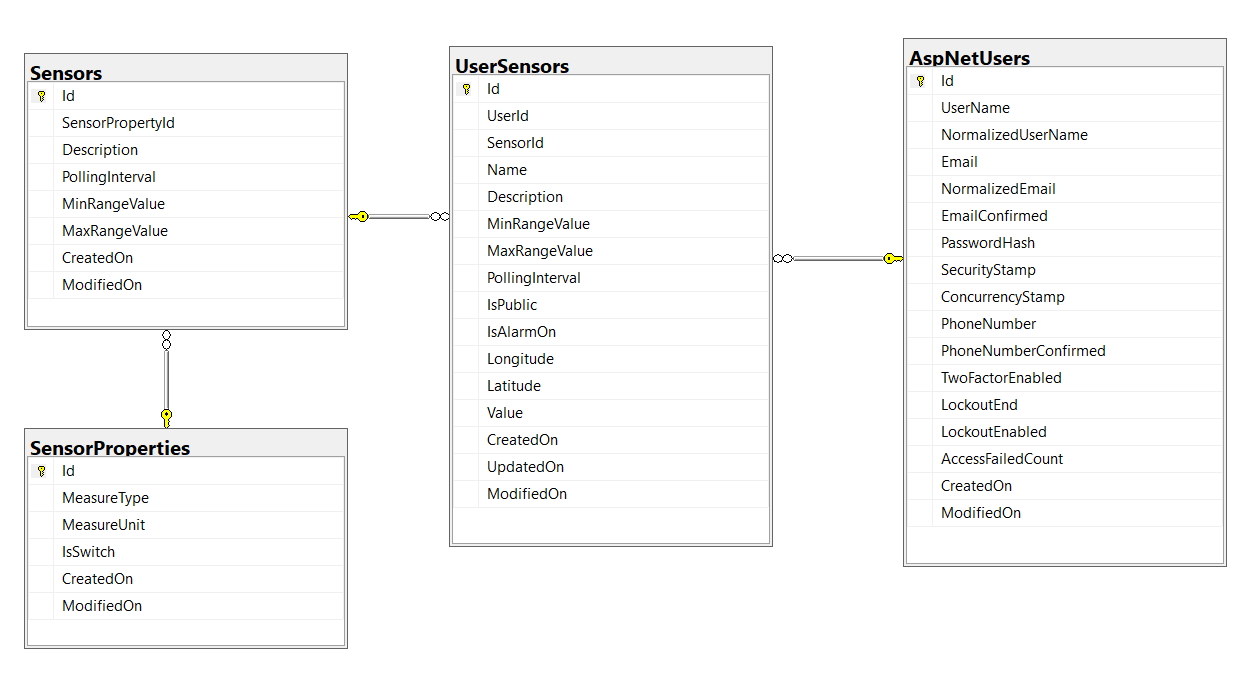 Sensors
Id
SensorPropertyId
Description
PollingInterval
MinRangeValue
MaxRangeValue
CreatedOn
ModifiedOn
SensorProperties
Id
MeasureType
MeasureUnit
IsSwitch
CreatedOn
ModifiedOn
UserSensors
Id
UserId
SensorId
Name
Description
MinRangeValue
MaxRangeValue
PollingInterval
IsPublic
IsAlarmOn
Longitude
Latitude
Value
CreatedOn
UpdatedOn
ModifiedOn
AspNetUsers
Id
UserName
NormalizedUserName
Email
NormalizedEmail
EmailConfirmed
PasswordHash
SecurityStamp
ConcurrencyStamp
PhoneNumber
PhoneNumberConfirmed
TwoFactorEnabled
LockoutEnd
LockoutEnabled
AccessFailedCount
CreatedOn
ModifiedOn